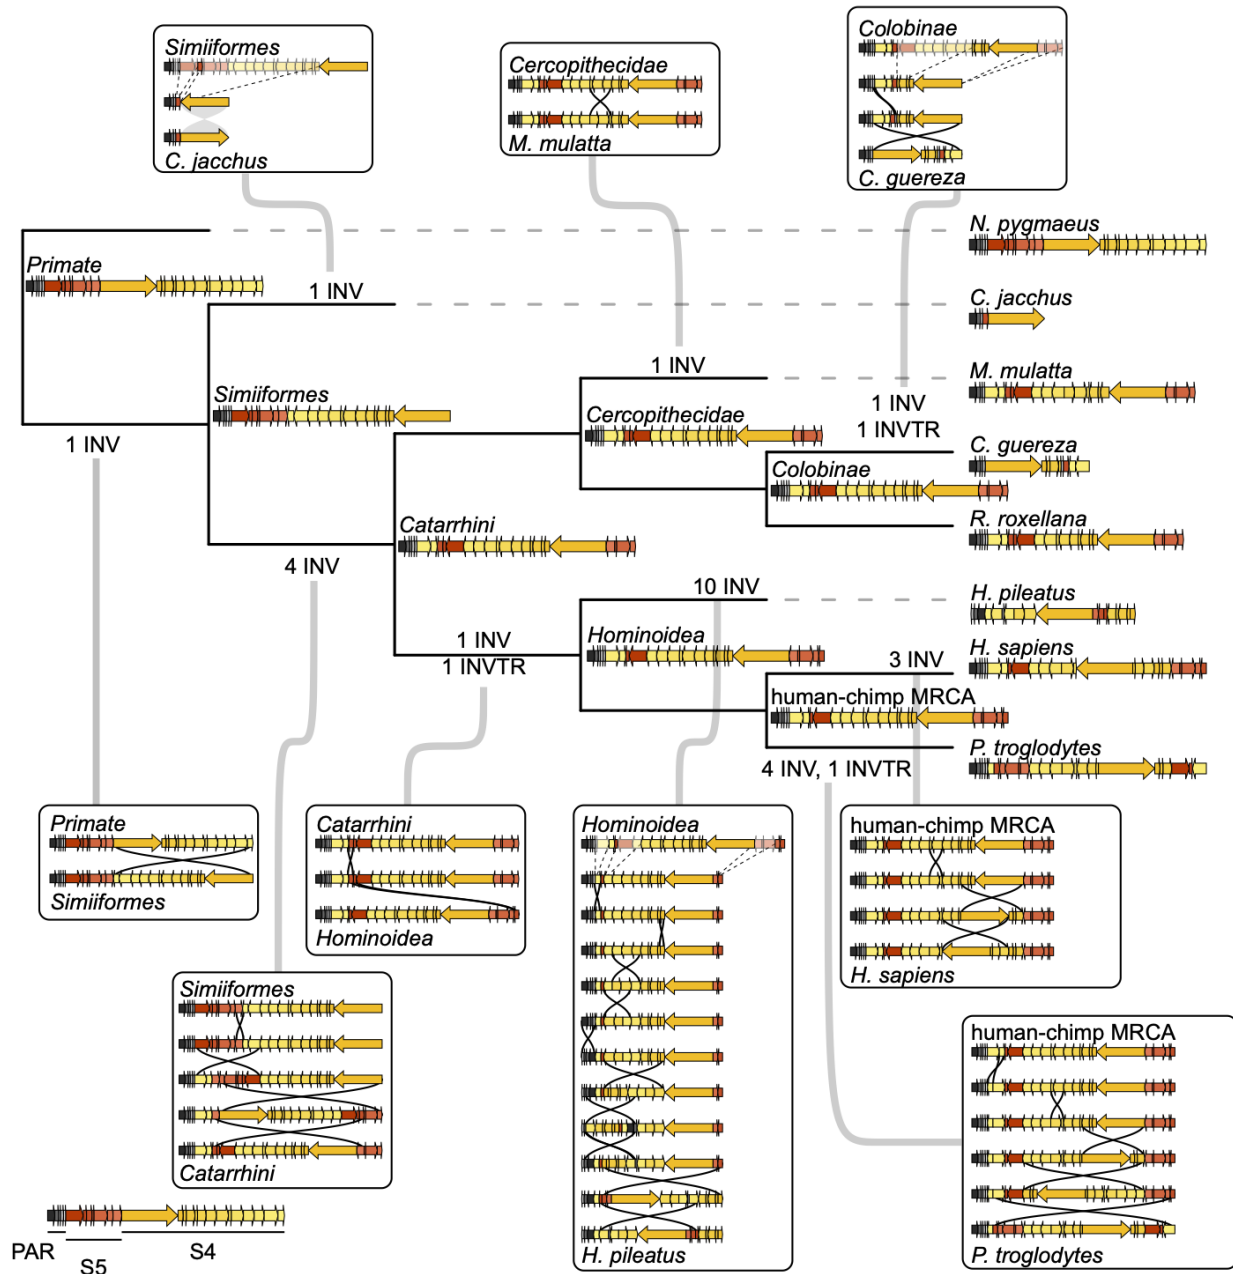 Simiiformes
C. jacchus
Cercopithecidae
M. mulatta
Colobinae
C. guereza
N. pygmaeus
Primate
1 INV
C. jacchus
M. mulatta
Simiiformes
1 INV
1 INV
1 INVTR
Cercopithecidae
1 INV
C. guereza
Colobinae
R. roxellana
Catarrhini
4 INV
10 INV
H. pileatus
1 INV
1 INVTR
Hominoidea
H. sapiens
3 INV
human-chimp MRCA
P. troglodytes
4 INV, 1 INVTR
Primate
Simiiformes
Catarrhini
Hominoidea
Hominoidea
H. pileatus
human-chimp MRCA
H. sapiens
Simiiformes
Catarrhini
human-chimp MRCA
P. troglodytes
PAR
S5
S4